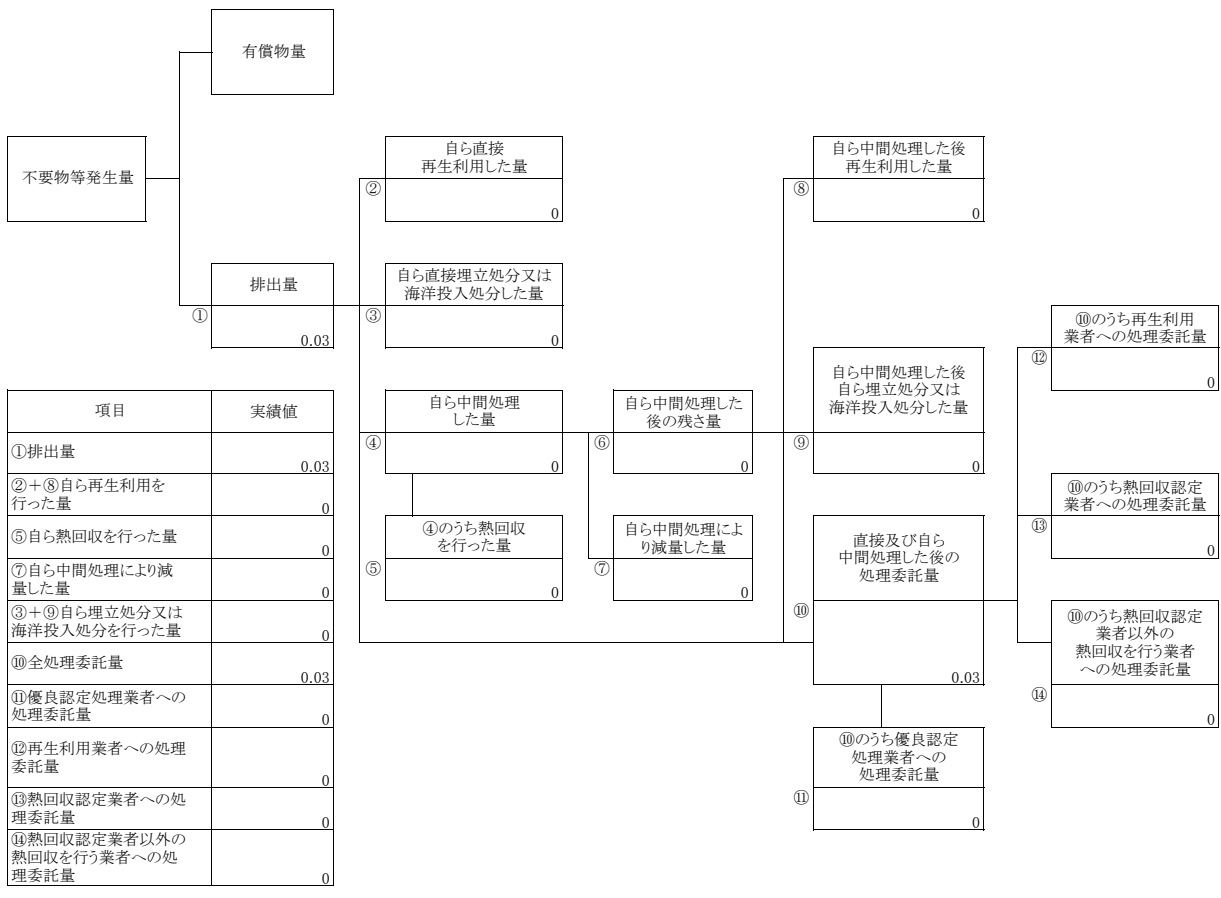 有償物量
不要物等発生量
自ら直接
再生利用した量
②
0
自ら中間処理した後
再生利用した量
⑧
0
排出量
①
0.03
自ら直接埋立処分又は
海洋投入処分した量
③
0
⑩のうち再生利用
業者への処理委託量
⑫
0
自ら中間処理
した量
④
0
自ら中間処理した
後の残さ量
⑥
0
自ら中間処理した後
自ら埋立処分又は
海洋投入処分した量
⑨
0
⑩のうち熱回収認定
業者への処理委託量
⑬
0
④のうち熱回収
を行った量
⑤
0
自ら中間処理によ
り減量した量
⑦
0
直接及び自ら
中間処理した後の
処理委託量
⑩
0.03
⑩のうち熱回収認定
業者以外の
熱回収を行う業者
への処理委託量
⑭
0
⑩のうち優良認定
処理業者への
処理委託量
⑪
0
項目 実績値
①排出量
0.03
②＋⑧自ら再生利用を
行った量
0
⑤自ら熱回収を行った量
0
⑦自ら中間処理により減
量した量
0
③＋⑨自ら埋立処分又は
海洋投入処分を行った量
0
⑩全処理委託量
0.03
⑪優良認定処理業者への
処理委託量
0
⑫再生利用業者への処理
委託量
0
⑬熱回収認定業者への処
理委託量
0
⑭熱回収認定業者以外の
熱回収を行う業者への処
理委託量
0